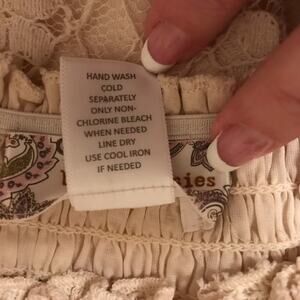 HAND WASH
COLD
SEPARATELY
ONLY NON-
CHLORINE BLEACH
WHEN NEEDED
LINE DRY
USE COOL IRON
IF NEEDED